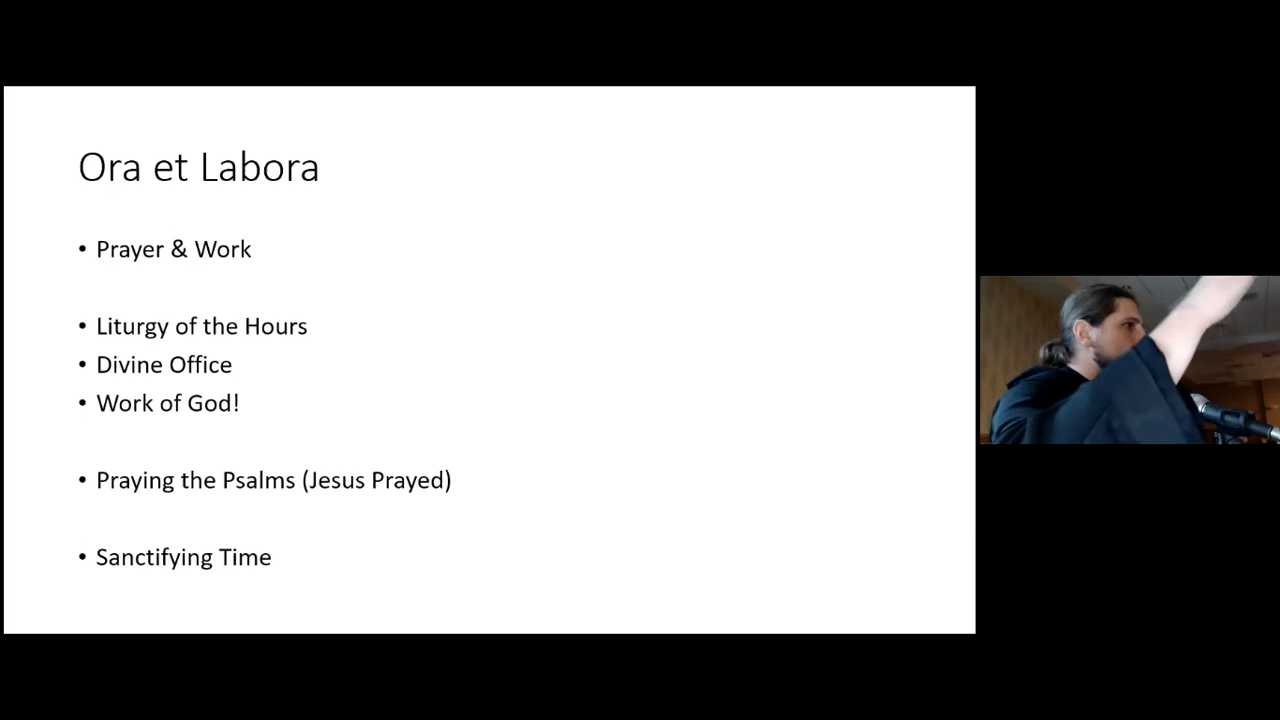 Ora et Labora
• Prayer & Work
• Liturgy of the Hours
• Divine Office
• Work of God!
• Praying the Psalms (Jesus Prayed)
• Sanctifying Time